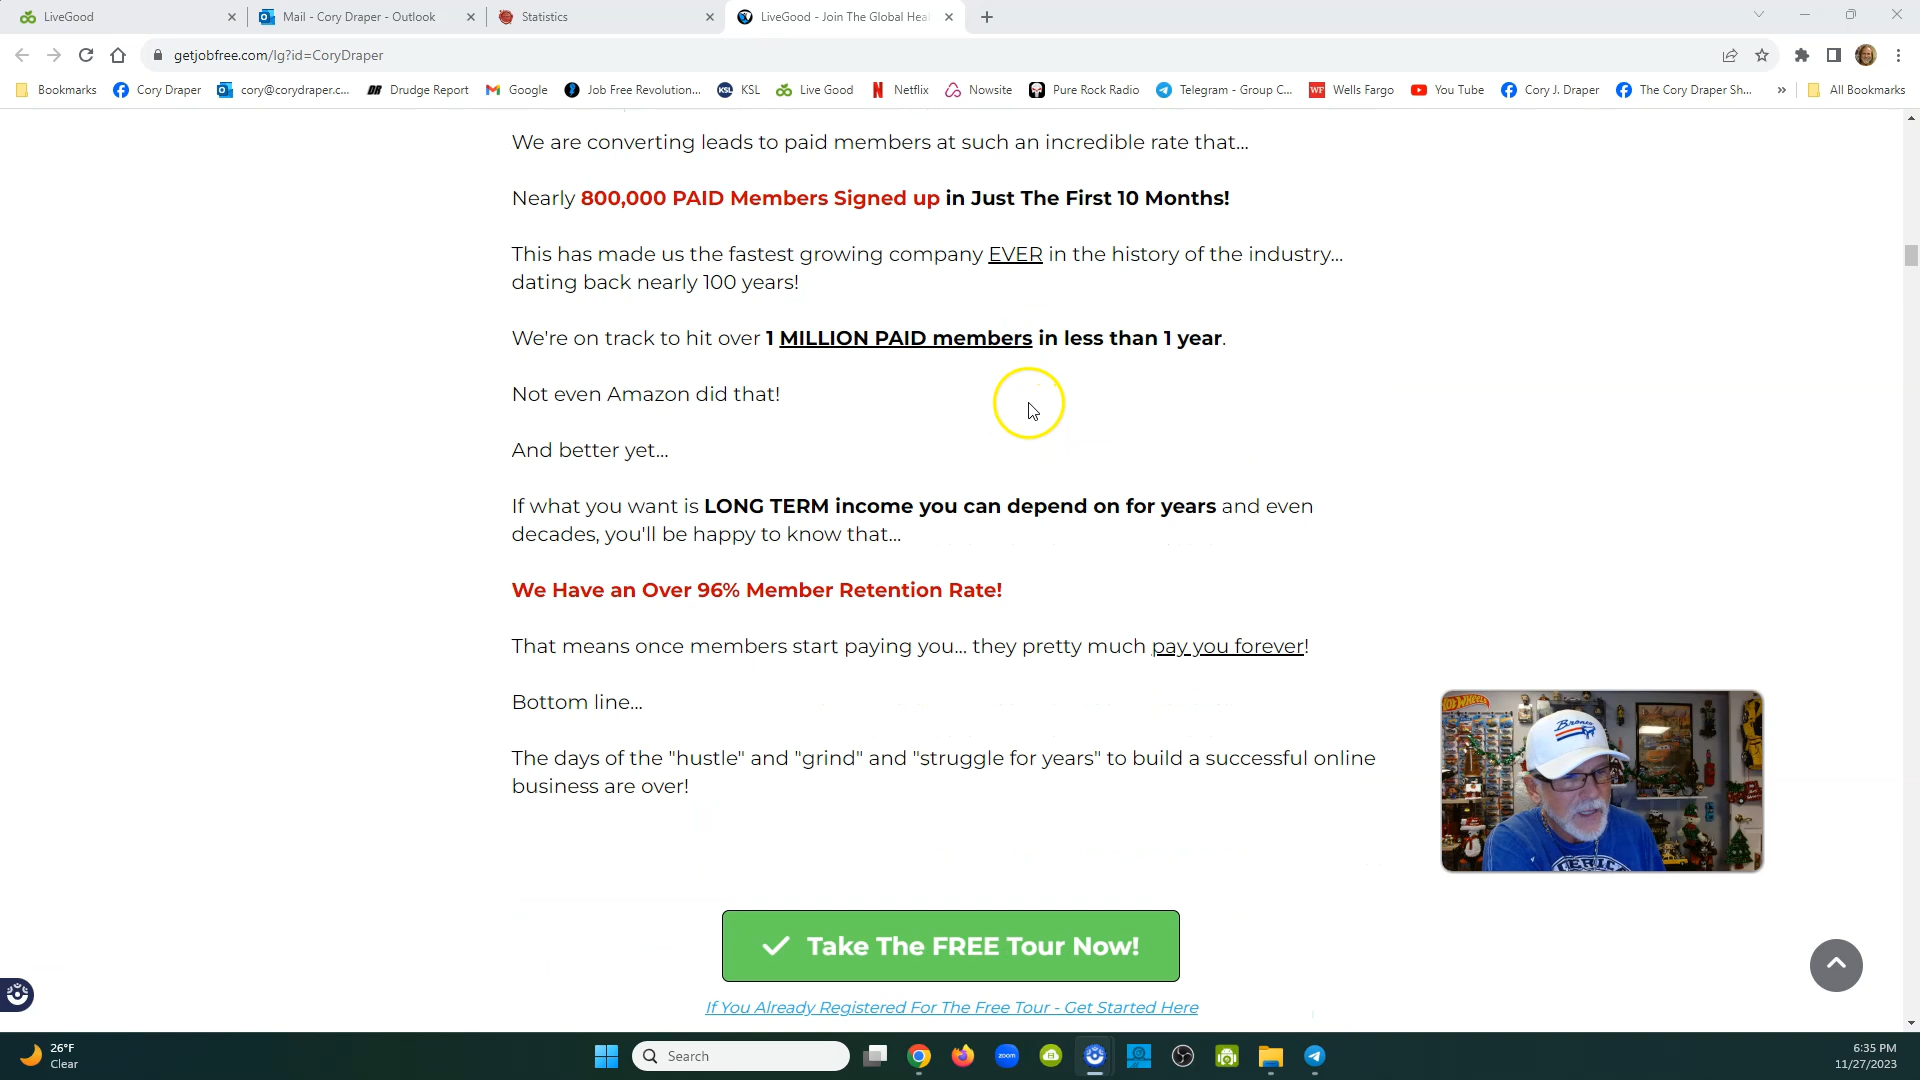 LiveGood
Mail - Cory Draper - Outlook
Statistics
LiveGood - Join The Global Hea
getjobfree.com/lg?id=CoryDraper
Bookmarks
Cory Draper
cory@corydraper.c...
Drudge Report
Google
Job Free Revolution...
KSL
KSL
Live Good
Netflix
Nowsite
Pure Rock Radio
Telegram - Group C...
WF
Wells Fargo
You Tube
Cory J. Draper
The Cory Draper Sh...
»
All Bookmarks
We are converting leads to paid members at such an incredible rate that...
Nearly 800,000 PAID Members Signed up in Just The First 10 Months!
This has made us the fastest growing company EVER in the history of the industry...
dating back nearly 100 years!
We're on track to hit over 1 MILLION PAID members in less than 1 year.
Not even Amazon did that!
And better yet...
If what you want is LONG TERM income you can depend on for years and even
decades, you'll be happy to know that...
We Have an Over 96% Member Retention Rate!
That means once members start paying you... they pretty much pay you forever!
Bottom line...
The days of the "hustle" and "grind" and "struggle for years" to build a successful online
business are over!
HOT WHEELS
Bronco
Take The FREE Tour Now!
If You Already Registered For The Free Tour - Get Started Here
26°F
Clear
Search
zoom
6:35 PM
11/27/2023